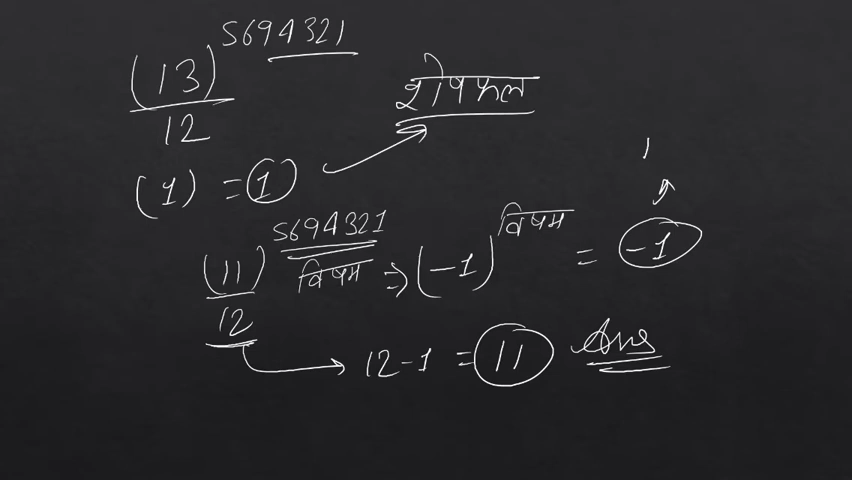 (13)^5694321
12
शेषफल
(1) = 1
1
(11)^5694321 विषम => (-1)^विषम = -1
12
12-1 = 11 Ans